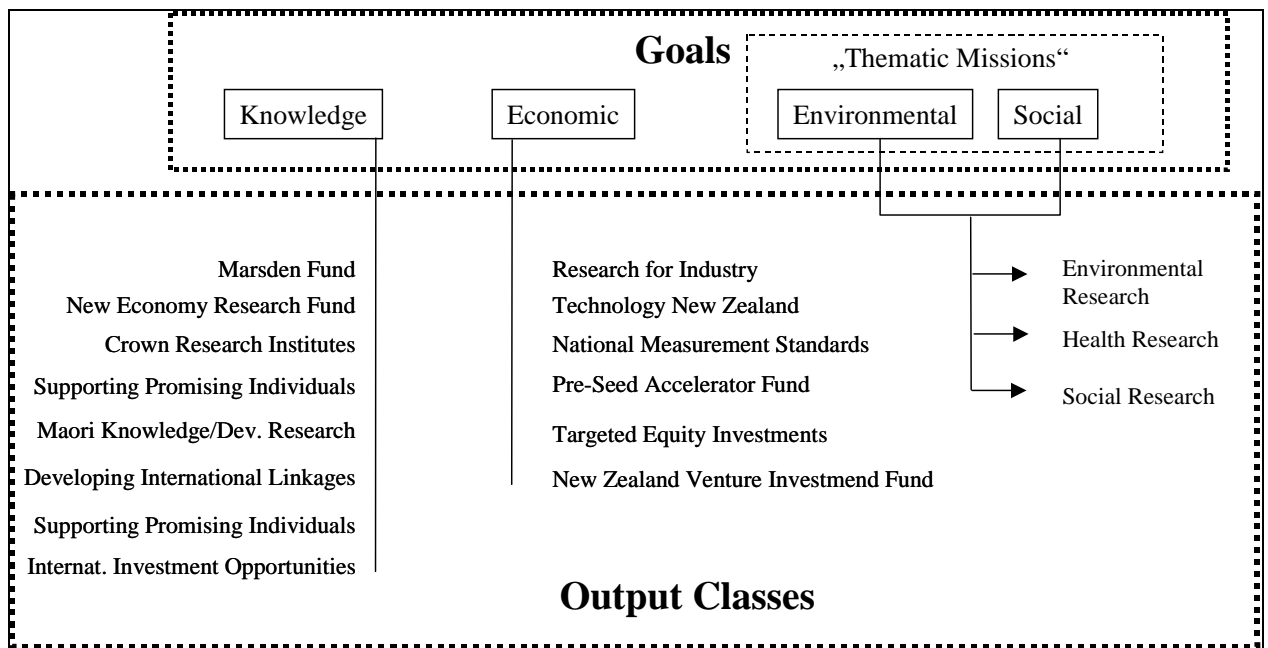 Goals
„Thematic Missions“
Knowledge
Economic
Environmental
Social
Marsden Fund
New Economy Research Fund
Crown Research Institutes
Supporting Promising Individuals
Maori Knowledge/Dev. Research
Developing International Linkages
Supporting Promising Individuals
Internat. Investment Opportunities
Research for Industry
Technology New Zealand
National Measurement Standards
Pre-Seed Accelerator Fund
Targeted Equity Investments
New Zealand Venture Investmend Fund
Environmental
Research
Health Research
Social Research
Output Classes